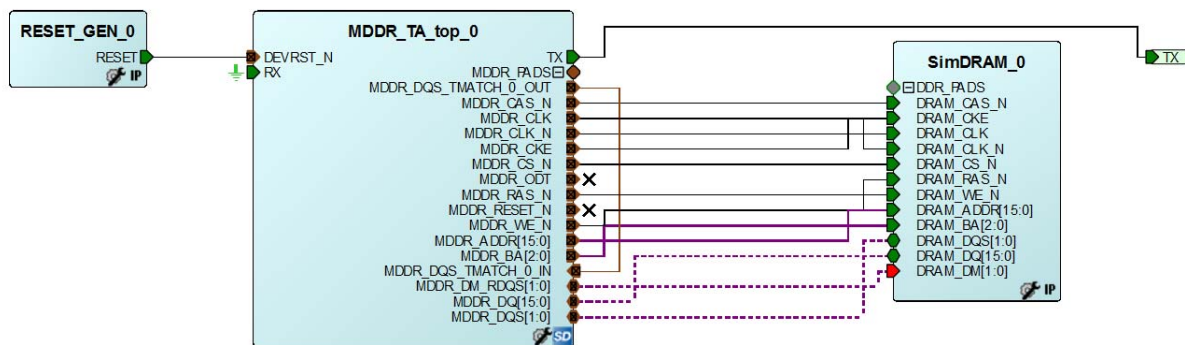 RESET_GEN_0
RESET
IP
MDDR_TA_top_0
DEVRST_N
RX
TX
MDDR_PADS
MDDR_DQS_TMATCH_0_OUT
MDDR_CAS_N
MDDR_CLK
MDDR_CLK_N
MDDR_CKE
MDDR_CS_N
MDDR_ODT
MDDR_RAS_N
MDDR_RESET_N
MDDR_WE_N
MDDR_ADDR[15:0]
MDDR_BA[2:0]
MDDR_DQS_TMATCH_0_IN
MDDR_DM_RDQS[1:0]
MDDR_DQ[15:0]
MDDR_DQS[1:0]
SD
SimDRAM_0
DDR_PADS
DRAM_CAS_N
DRAM_CKE
DRAM_CLK
DRAM_CLK_N
DRAM_CS_N
DRAM_RAS_N
DRAM_WE_N
DRAM_ADDR[15:0]
DRAM_BA[2:0]
DRAM_DQS[1:0]
DRAM_DQ[15:0]
DRAM_DM[1:0]
IP
TX